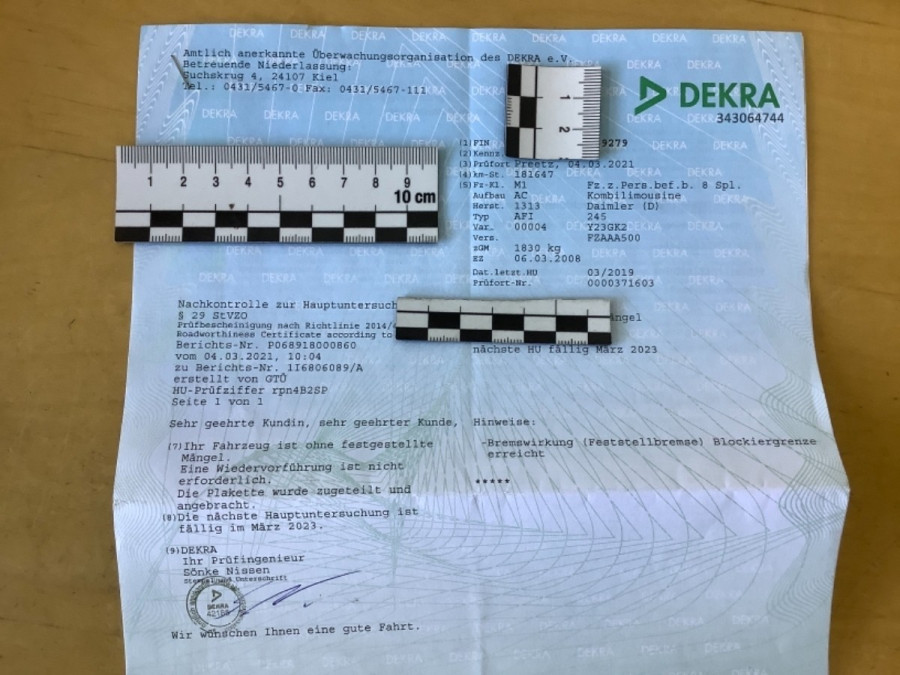 Amtlich anerkannte Überwachungsorganisation des DEKRA e.V.
Betreuende Niederlassung:
Suchskrug 4, 24107 Kiel
Tel.: 0431/5467-0 Fax: 0431/5467-111
DEKRA
343064744
1 2
1 2 3 4 5 6 7 8 9
10 cm
(1) FIN 9279
(2) Kennz.
(3) Prüfort Preetz, 04.03.2021
(4) km-St. 181647
(5) Fz-Kl. M1 Fz.z.Pers.bef.b. 8 Spl.
Aufbau AC Kombilimousine
Herst. 1313 Daimler (D)
Typ AFI 245
Var. 00004 Y23GK2
Vers. FZAAA500
zGM 1830 kg
EZ 06.03.2008
Dat.letzt.HU 03/2019
Prüfort-Nr. 0000371603
Nachkontrolle zur Hauptuntersuch
§ 29 StVZO
Prüfbescheinigung nach Richtlinie 2014/
Roadworthiness Certificate according to
Berichts-Nr. P06891B000860
vom 04.03.2021, 10:04
zu Berichts-Nr. 1I6806089/A
erstellt von GTÜ
HU-Prüfziffer rpn4B2SP
Seite 1 von 1
ängel
nächste HU fällig März 2023
Sehr geehrte Kundin, sehr geehrter Kunde,
(7) Ihr Fahrzeug ist ohne festgestellte
Mängel.
Eine Wiedervorführung ist nicht
erforderlich.
Die Plakette wurde zugeteilt und
angebracht.
(8) Die nächste Hauptuntersuchung ist
fällig im März 2023.
Hinweise:
-Bremswirkung (Feststellbremse) Blockiergrenze
erreicht
*****
(9) DEKRA
Ihr Prüfingenieur
Sönke Nissen
Stempel und Unterschrift
DEKRA
Wir wünschen Ihnen eine gute Fahrt.